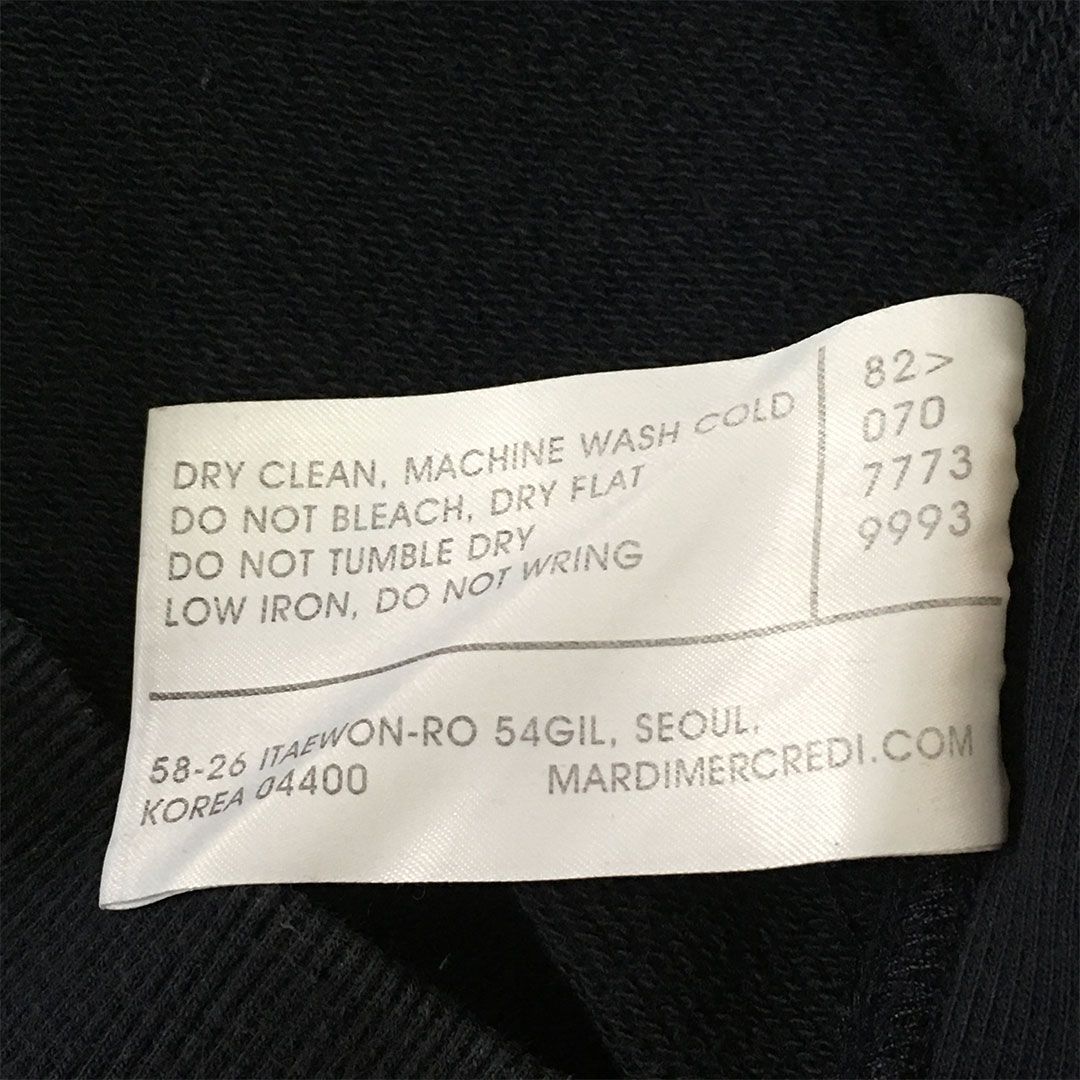 DRY CLEAN, MACHINE WASH COLD
DO NOT BLEACH, DRY FLAT
DO NOT TUMBLE DRY
LOW IRON, DO NOT WRING
82>
070
7773
9993
58-26 ITAEWON-RO 54GIL, SEOUL,
KOREA 04400
MARDIMERCREDI.COM